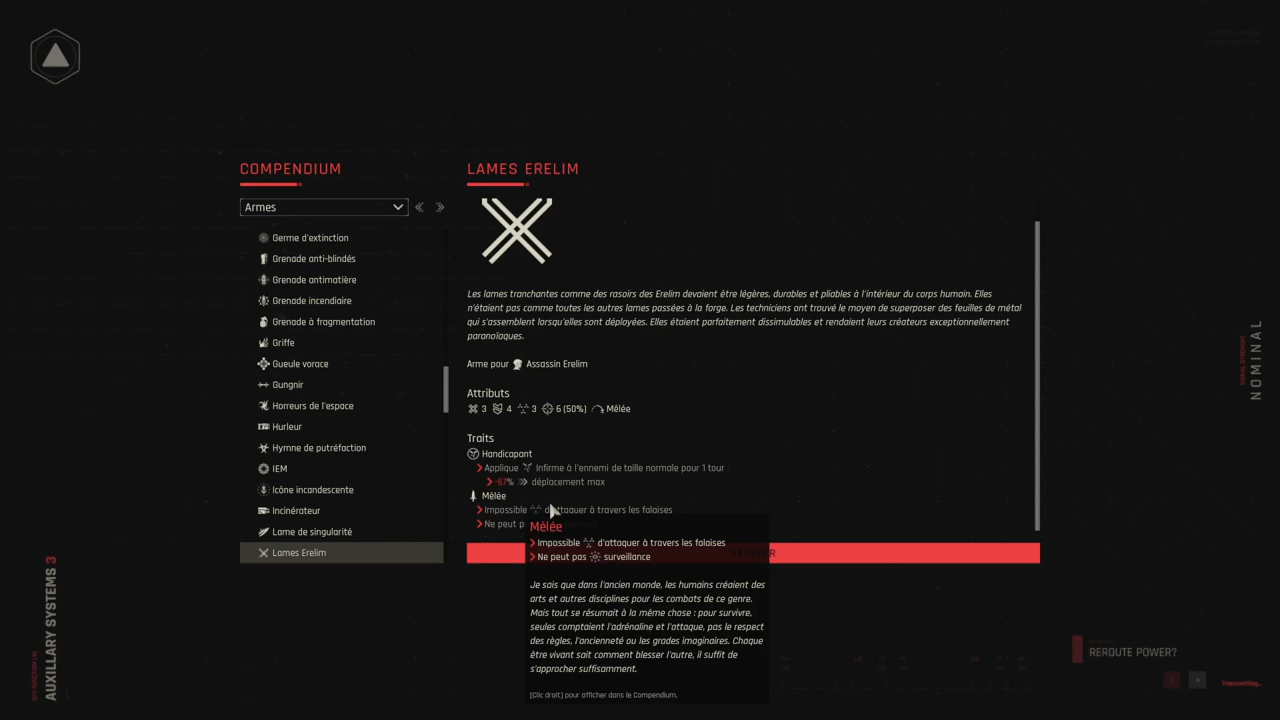 COMPENDIUM
Armes
Germe d'extinction
Grenade anti-blindés
Grenade antimatière
Grenade incendiaire
Grenade à fragmentation
Griffe
Gueule vorace
Gungnir
Horreurs de l'espace
Hurleur
Hymne de putréfaction
IEM
Icône incandescente
Incinérateur
Lame de singularité
Lames Erelim
LAMES ERELIM
Les lames tranchantes comme des rasoirs des Erelim devaient être légères, durables et pliables à l'intérieur du corps humain. Elles
n'étaient pas comme toutes les autres lames passées à la forge. Les techniciens ont trouvé le moyen de superposer des feuilles de métal
qui s'assemblent lorsqu'elles sont déployées. Elles étaient parfaitement dissimulables et rendaient leurs créateurs exceptionnellement
paranoïaques.
Arme pour Assassin Erelim
Attributs
3 4 3 6 (50%) Mêlée
Traits
Handicapant
Applique Infirme à l'ennemi de taille normale pour 1 tour
-67% déplacement max
Mêlée
Impossible d'attaquer à travers les falaises
Ne peut p
Mêlée
Impossible d'attaquer à travers les falaises
Ne peut pas surveillance
Je sais que dans l'ancien monde, les humains créaient des
arts et autres disciplines pour les combats de ce genre.
Mais tout se résumait à la même chose : pour survivre,
seules comptaient l'adrénaline et l'attaque, pas le respect
des règles, l'ancienneté ou les grades imaginaires. Chaque
être vivant sait comment blesser l'autre, il suffit de
s'approcher suffisamment.
[Clic droit] pour afficher dans le Compendium.
AUXILLARY SYSTEMS 3
NOMINAL
REROUTE POWER?
Transmitting...